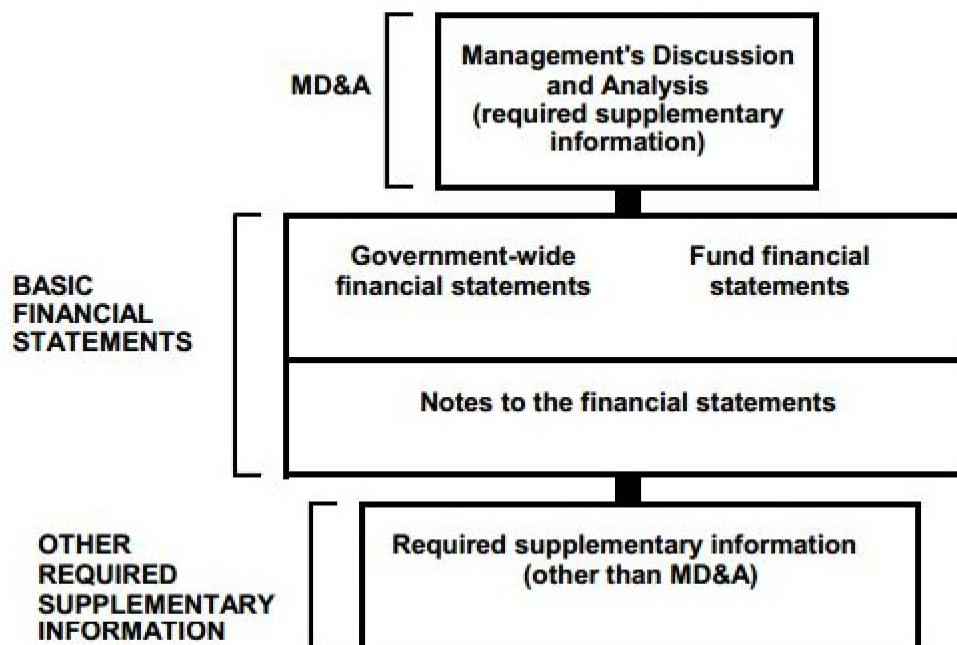 MD&A
Management's Discussion
and Analysis
(required supplementary
information)
BASIC
FINANCIAL
STATEMENTS
Government-wide
financial statements
Fund financial
statements
Notes to the financial statements
OTHER
REQUIRED
SUPPLEMENTARY
INFORMATION
Required supplementary information
(other than MD&A)